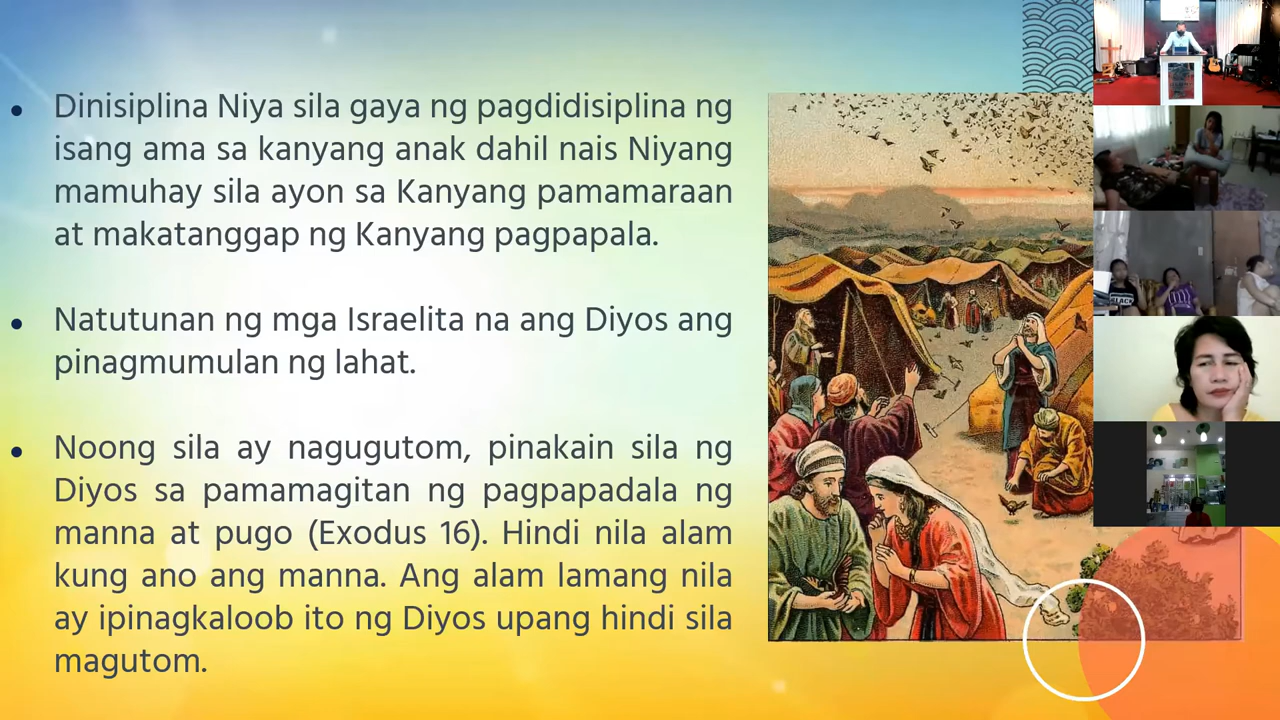 • Dinisiplina Niya sila gaya ng pagdidisiplina ng
isang ama sa kanyang anak dahil nais Niyang
mamuhay sila ayon sa Kanyang pamamaraan
at makatanggap ng Kanyang pagpapala.
• Natutunan ng mga Israelita na ang Diyos ang
pinagmumulan ng lahat.
• Noong sila ay nagugutom, pinakain sila ng
Diyos sa pamamagitan ng pagpapadala ng
manna at pugo (Exodus 16). Hindi nila alam
kung ano ang manna. Ang alam lamang nila
ay ipinagkaloob ito ng Diyos upang hindi sila
magutom.